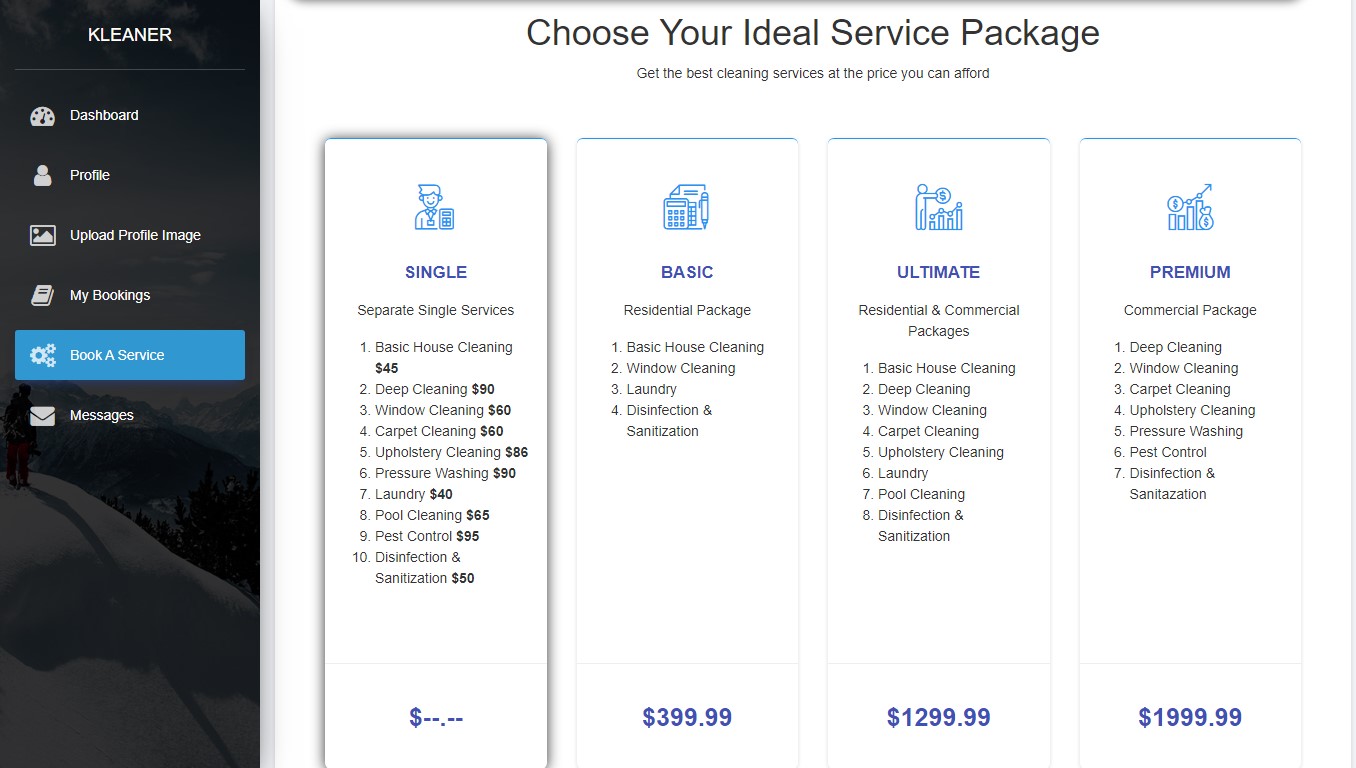 KLEANER
Dashboard
Profile
Upload Profile Image
My Bookings
Book A Service
Messages
Choose Your Ideal Service Package
Get the best cleaning services at the price you can afford
SINGLE
Separate Single Services
1. Basic House Cleaning
$45
2. Deep Cleaning $90
3. Window Cleaning $60
4. Carpet Cleaning $60
5. Upholstery Cleaning $86
6. Pressure Washing $90
7. Laundry $40
8. Pool Cleaning $65
9. Pest Control $95
10. Disinfection &
Sanitization $50
$--.--
BASIC
Residential Package
1. Basic House Cleaning
2. Window Cleaning
3. Laundry
4. Disinfection &
Sanitization
$399.99
ULTIMATE
Residential & Commercial
Packages
1. Basic House Cleaning
2. Deep Cleaning
3. Window Cleaning
4. Carpet Cleaning
5. Upholstery Cleaning
6. Laundry
7. Pool Cleaning
8. Disinfection &
Sanitization
$1299.99
PREMIUM
Commercial Package
1. Deep Cleaning
2. Window Cleaning
3. Carpet Cleaning
4. Upholstery Cleaning
5. Pressure Washing
6. Pest Control
7. Disinfection &
Sanitazation
$1999.99